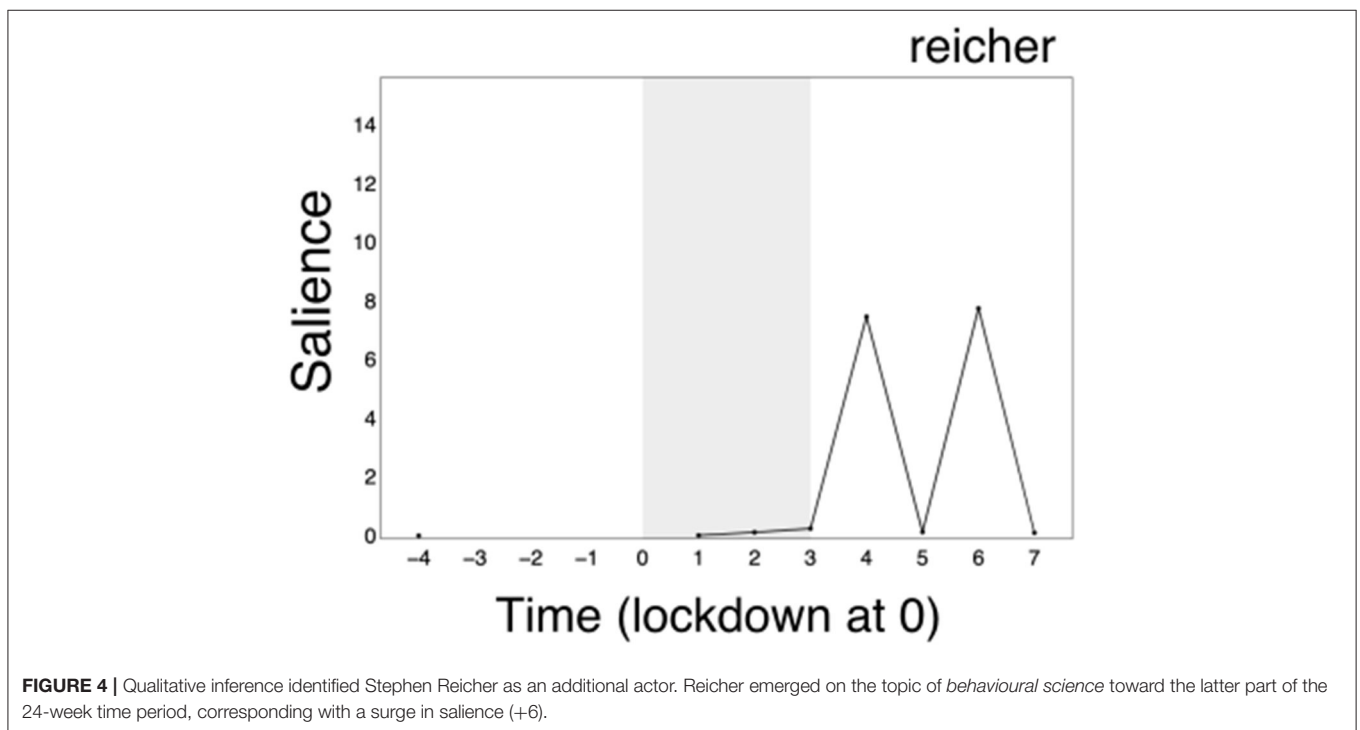 reicher
14
12
10
8
6
4
2
0
Salience
−4 −3 −2 −1 0 1 2 3 4 5 6 7
Time (lockdown at 0)
FIGURE 4 | Qualitative inference identified Stephen Reicher as an additional actor. Reicher emerged on the topic of behavioural science toward the latter part of the
24-week time period, corresponding with a surge in salience (+6).